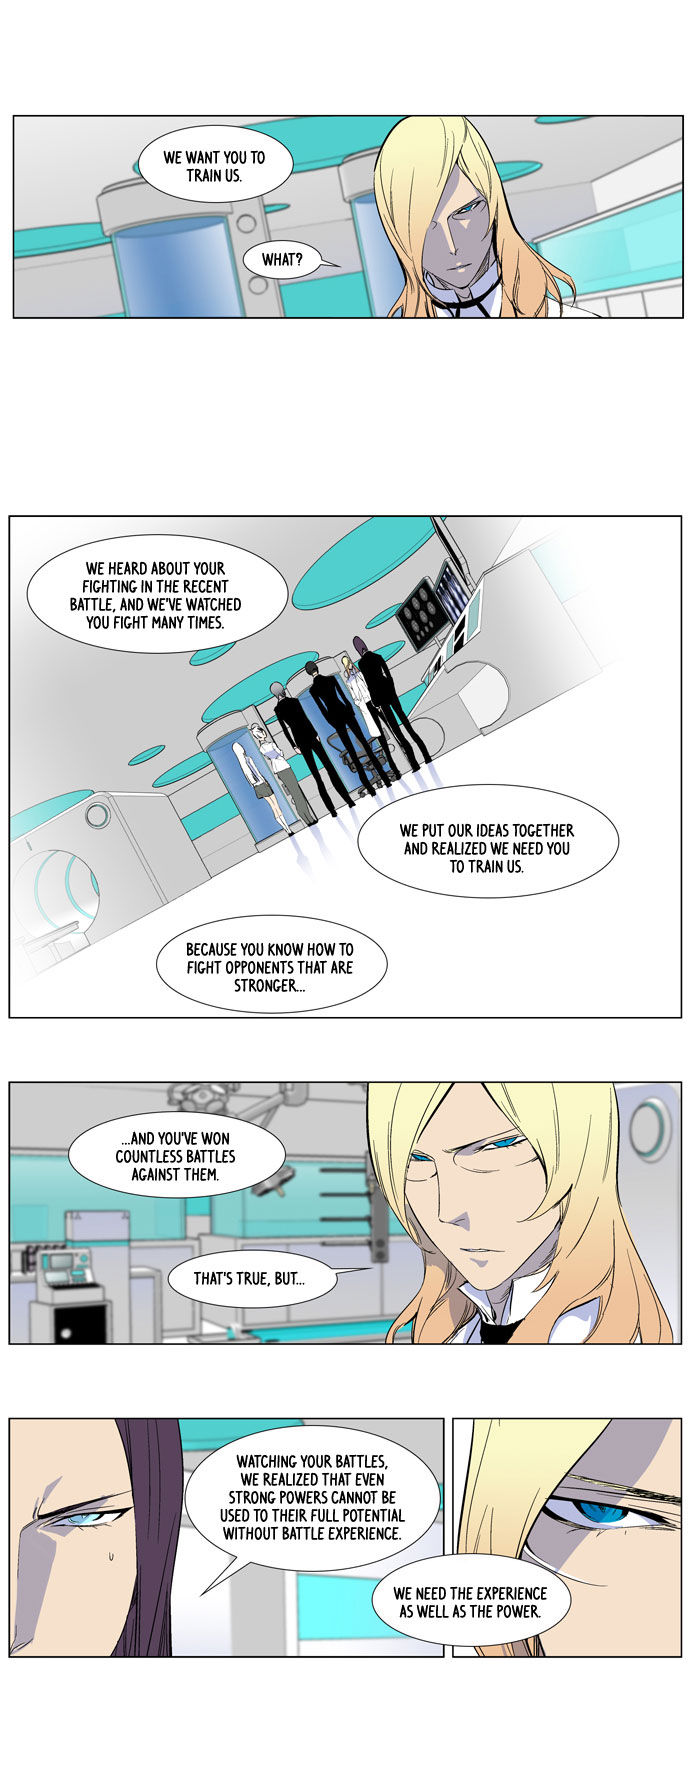 WE WANT YOU TO
TRAIN US.
WHAT?
WE HEARD ABOUT YOUR
FIGHTING IN THE RECENT
BATTLE, AND WE'VE WATCHED
YOU FIGHT MANY TIMES.
WE PUT OUR IDEAS TOGETHER
AND REALIZED WE NEED YOU
TO TRAIN US.
BECAUSE YOU KNOW HOW TO
FIGHT OPPONENTS THAT ARE
STRONGER...
...AND YOU'VE WON
COUNTLESS BATTLES
AGAINST THEM.
THAT'S TRUE, BUT...
WATCHING YOUR BATTLES,
WE REALIZED THAT EVEN
STRONG POWERS CANNOT BE
USED TO THEIR FULL POTENTIAL
WITHOUT BATTLE EXPERIENCE.
WE NEED THE EXPERIENCE
AS WELL AS THE POWER.